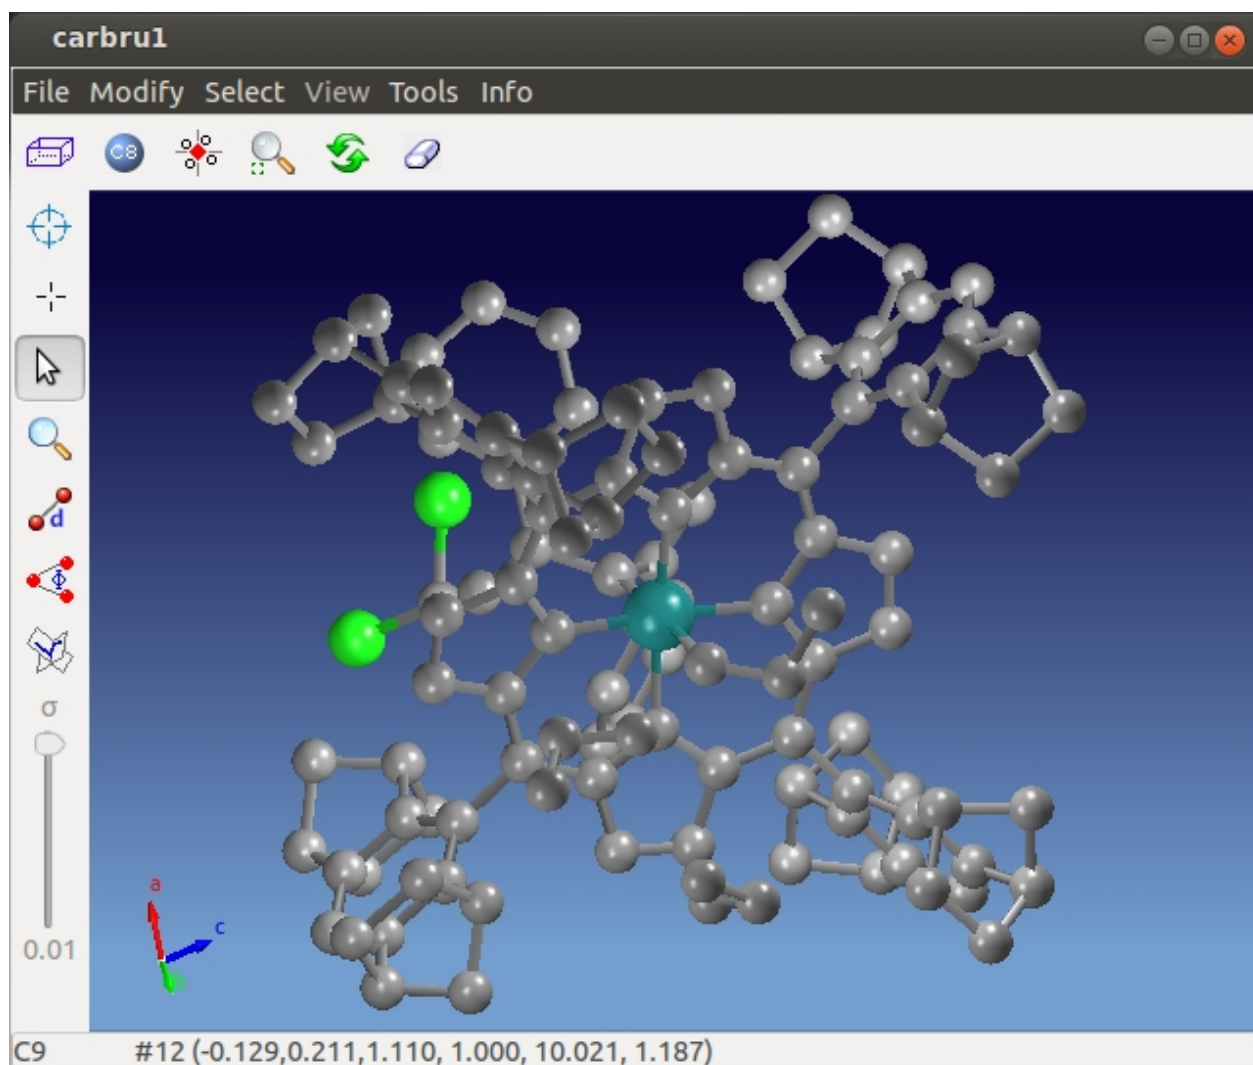 carbru1
File Modify Select View Tools Info
C8
d
Φ
σ
0.01
a
c
b
C9 #12 (-0.129,0.211,1.110, 1.000, 10.021, 1.187)